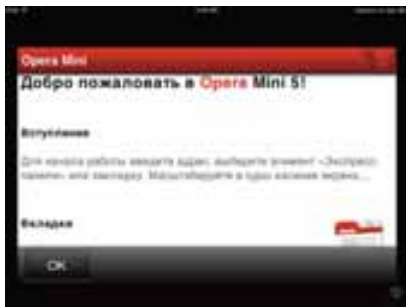 Opera Mini
Добро пожаловать в Opera Mini 5!
Вступление
Для начала работы введите адрес, выберите элемент «Экспресс-
панели» или закладку. Масштабируйте в одно касание экрана...
Вкладки
OK